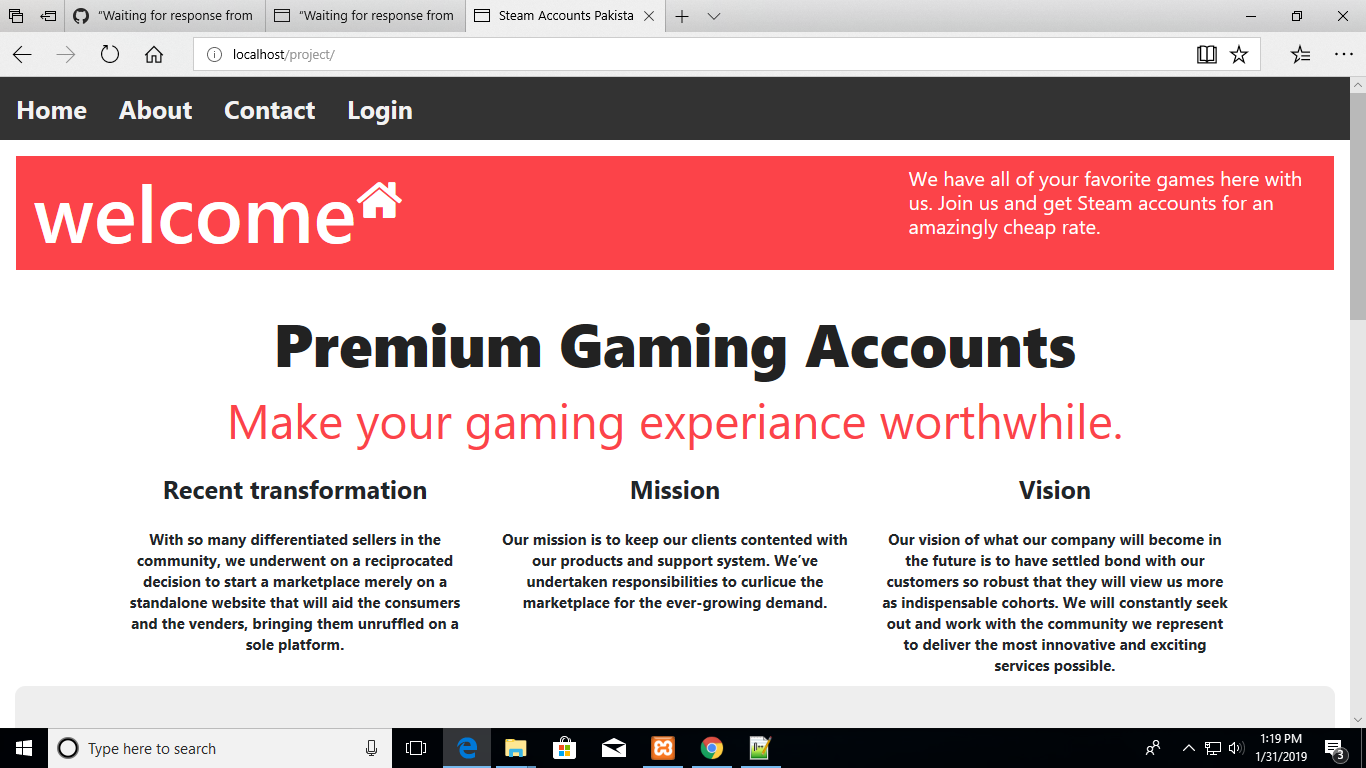 "Waiting for response from
"Waiting for response from
Steam Accounts Pakista
localhost/project/
Home About Contact Login
welcome
We have all of your favorite games here with
us. Join us and get Steam accounts for an
amazingly cheap rate.
Premium Gaming Accounts
Make your gaming experiance worthwhile.
Recent transformation
With so many differentiated sellers in the
community, we underwent on a reciprocated
decision to start a marketplace merely on a
standalone website that will aid the consumers
and the venders, bringing them unruffled on a
sole platform.
Mission
Our mission is to keep our clients contented with
our products and support system. We've
undertaken responsibilities to curlicue the
marketplace for the ever-growing demand.
Vision
Our vision of what our company will become in
the future is to have settled bond with our
customers so robust that they will view us more
as indispensable cohorts. We will constantly seek
out and work with the community we represent
to deliver the most innovative and exciting
services possible.
Type here to search
1:19 PM
1/31/2019
3